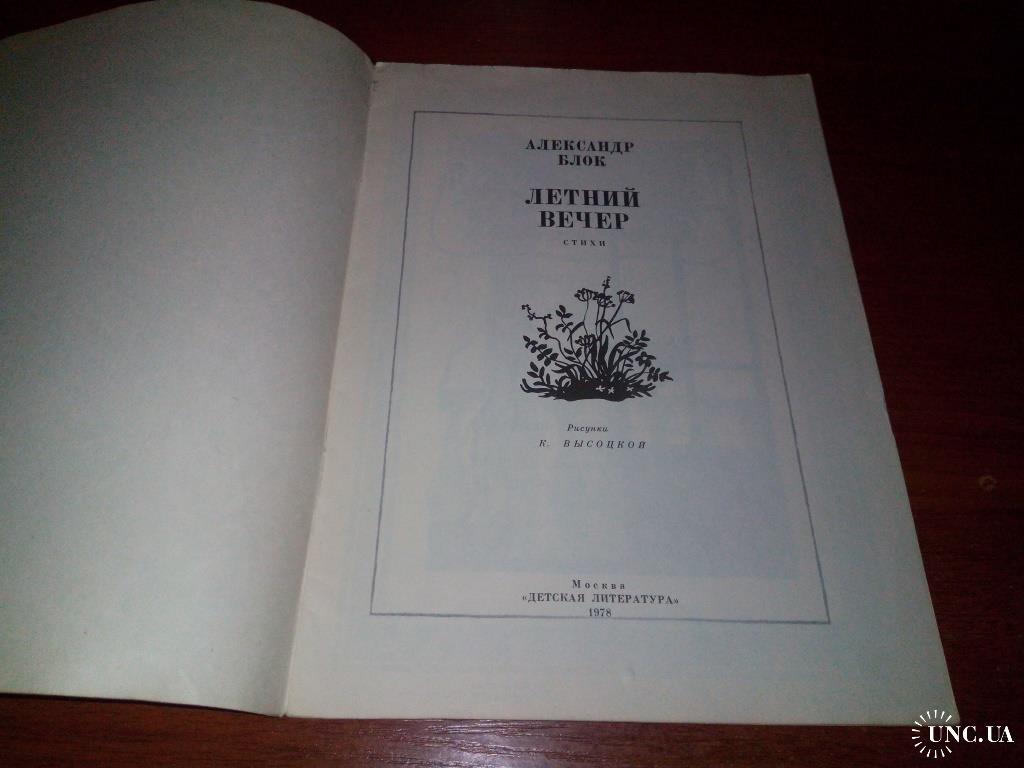 АЛЕКСАНДР
БЛОК
ЛЕТНИЙ
ВЕЧЕР
СТИХИ
Рисунки
К. ВЫСОЦКОЙ
Москва
«ДЕТСКАЯ ЛИТЕРАТУРА»
1978
UNC.UA